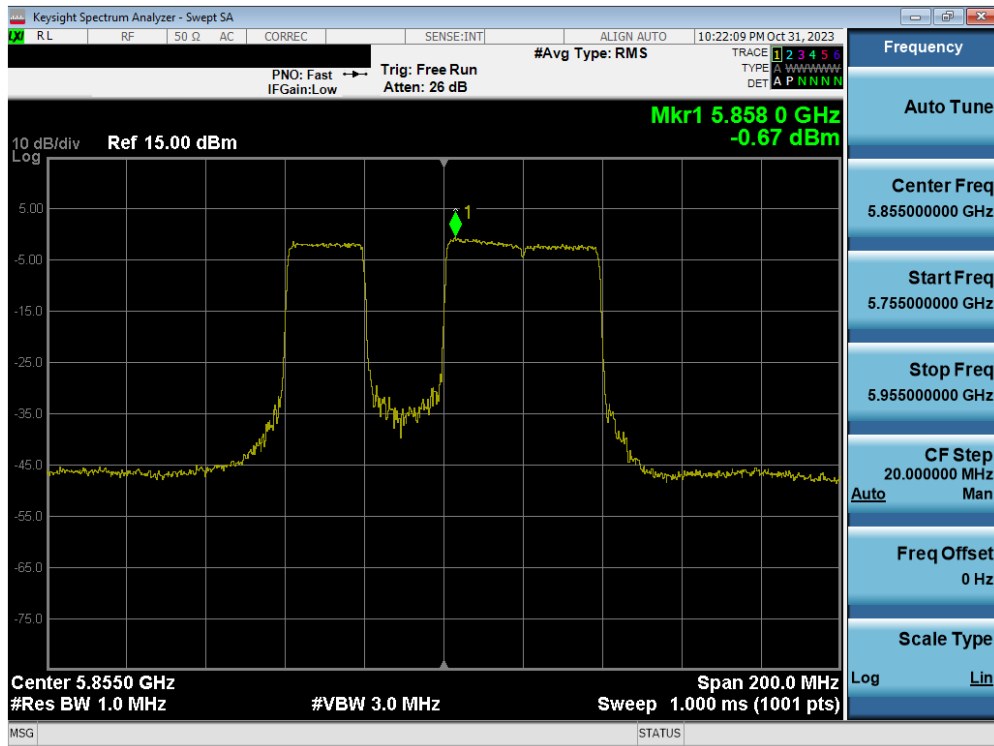 Keysight Spectrum Analyzer - Swept SA
LXI RL RF 50 Ω AC CORREC SENSE:INT ALIGN AUTO 10:22:09 PM Oct 31, 2023
#Avg Type: RMS TRACE 1 2 3 4 5 6
PNO: Fast Trig: Free Run TYPE A WWWWW
IFGain:Low Atten: 26 dB DET A P N N N N
Mkr1 5.858 0 GHz
-0.67 dBm
10 dB/div Ref 15.00 dBm
Log
5.00
1
-5.00
-15.0
-25.0
-35.0
-45.0
-55.0
-65.0
-75.0
Center 5.8550 GHz Span 200.0 MHz
#Res BW 1.0 MHz #VBW 3.0 MHz Sweep 1.000 ms (1001 pts)
MSG STATUS
Frequency
Auto Tune
Center Freq
5.855000000 GHz
Start Freq
5.755000000 GHz
Stop Freq
5.955000000 GHz
CF Step
20.000000 MHz
Auto Man
Freq Offset
0 Hz
Scale Type
Log Lin